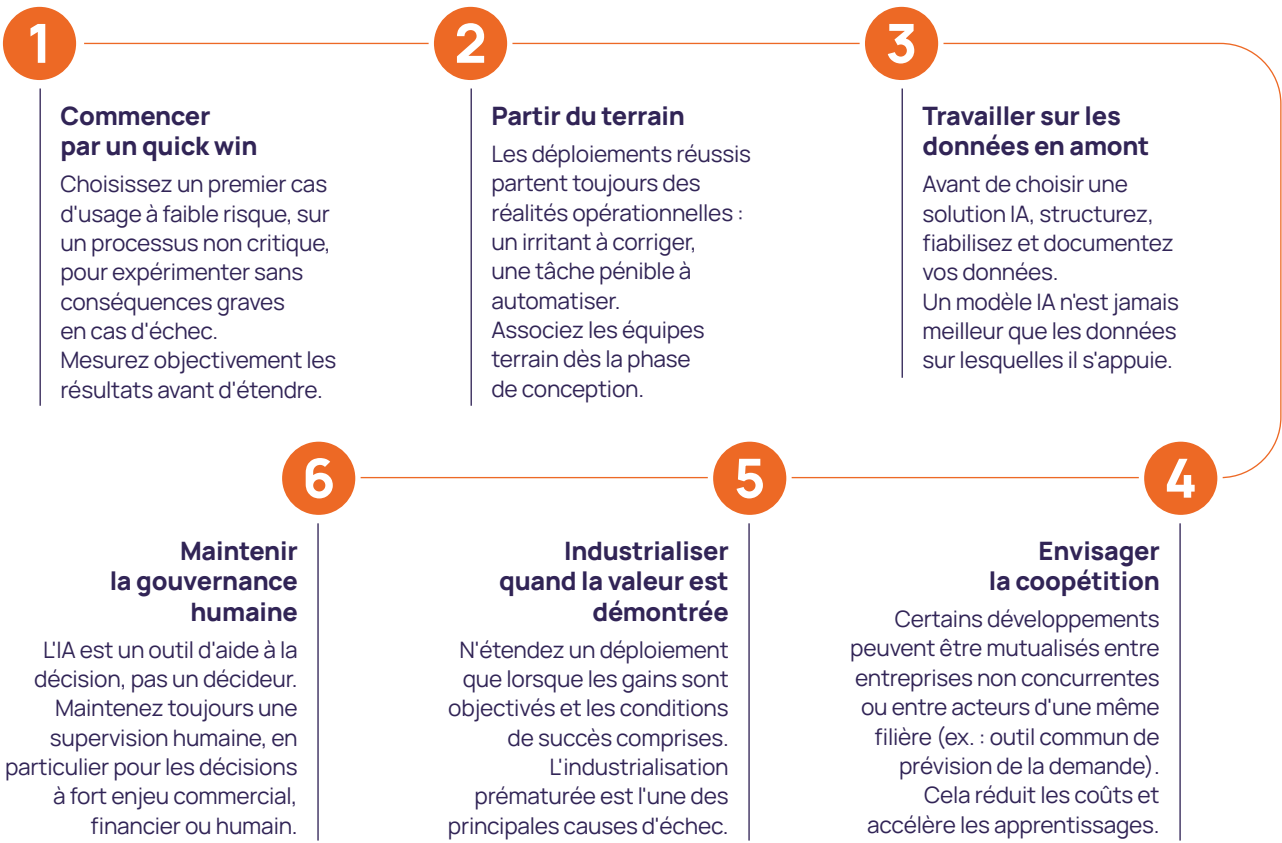 1
Commencer
par un quick win
Choisissez un premier cas
d'usage à faible risque, sur
un processus non critique,
pour expérimenter sans
conséquences graves
en cas d'échec.
Mesurez objectivement les
résultats avant d'étendre.
2
Partir du terrain
Les déploiements réussis
partent toujours des
réalités opérationnelles :
un irritant à corriger,
une tâche pénible à
automatiser.
Associez les équipes
terrain dès la phase
de conception.
3
Travailler sur les
données en amont
Avant de choisir une
solution IA, structurez,
fiabilisez et documentez
vos données.
Un modèle IA n'est jamais
meilleur que les données
sur lesquelles il s'appuie.
4
Envisager
la coopétition
Certains développements
peuvent être mutualisés entre
entreprises non concurrentes
ou entre acteurs d'une même
filière (ex. : outil commun de
prévision de la demande).
Cela réduit les coûts et
accélère les apprentissages.
5
Industrialiser
quand la valeur est
démontrée
N'étendez un déploiement
que lorsque les gains sont
objectivés et les conditions
de succès comprises.
L'industrialisation
prématurée est l'une des
principales causes d'échec.
6
Maintenir
la gouvernance
humaine
L'IA est un outil d'aide à la
décision, pas un décideur.
Maintenez toujours une
supervision humaine, en
particulier pour les décisions
à fort enjeu commercial,
financier ou humain.